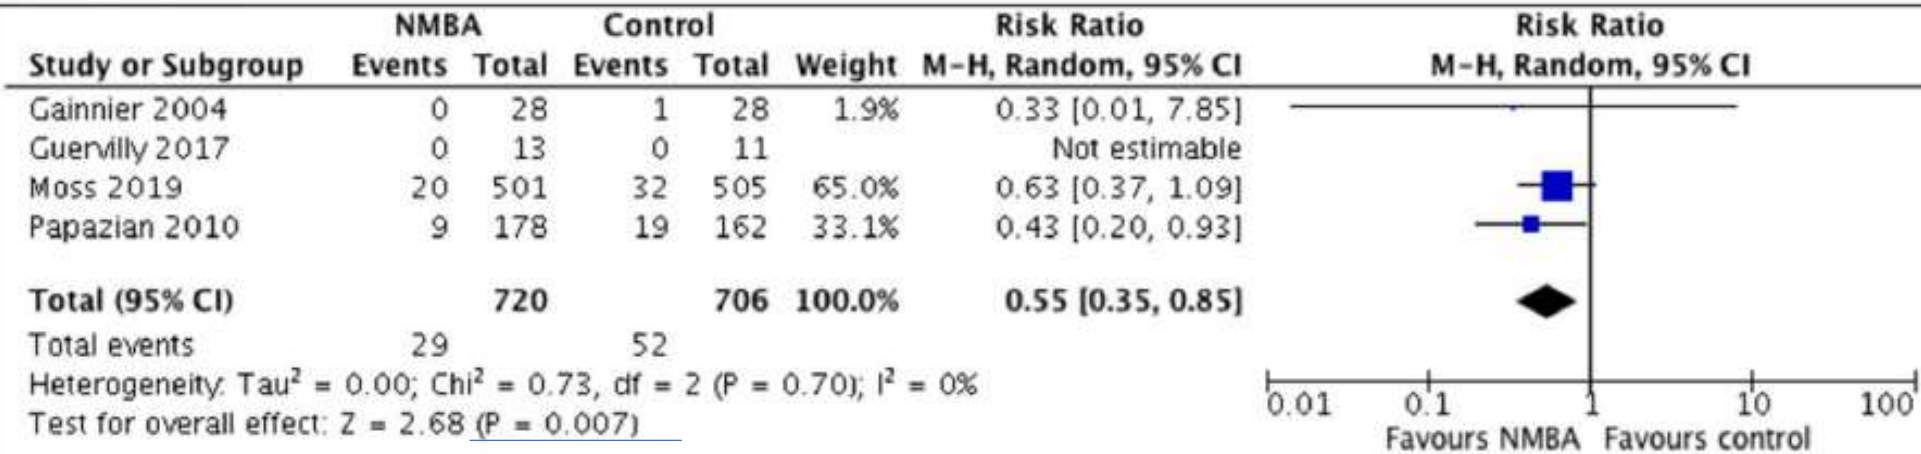 NMBA Control Risk Ratio Risk Ratio
Study or Subgroup Events Total Events Total Weight M-H, Random, 95% CI M-H, Random, 95% CI
Gainnier 2004 0 28 1 28 1.9% 0.33 [0.01, 7.85]
Guervilly 2017 0 13 0 11 Not estimable
Moss 2019 20 501 32 505 65.0% 0.63 [0.37, 1.09]
Papazian 2010 9 178 19 162 33.1% 0.43 [0.20, 0.93]
Total (95% CI) 720 706 100.0% 0.55 [0.35, 0.85]
Total events 29 52
Heterogeneity: Tau² = 0.00; Chi² = 0.73, df = 2 (P = 0.70); I² = 0%
Test for overall effect: Z = 2.68 (P = 0.007)
0.01 0.1 1 10 100
Favours NMBA Favours control